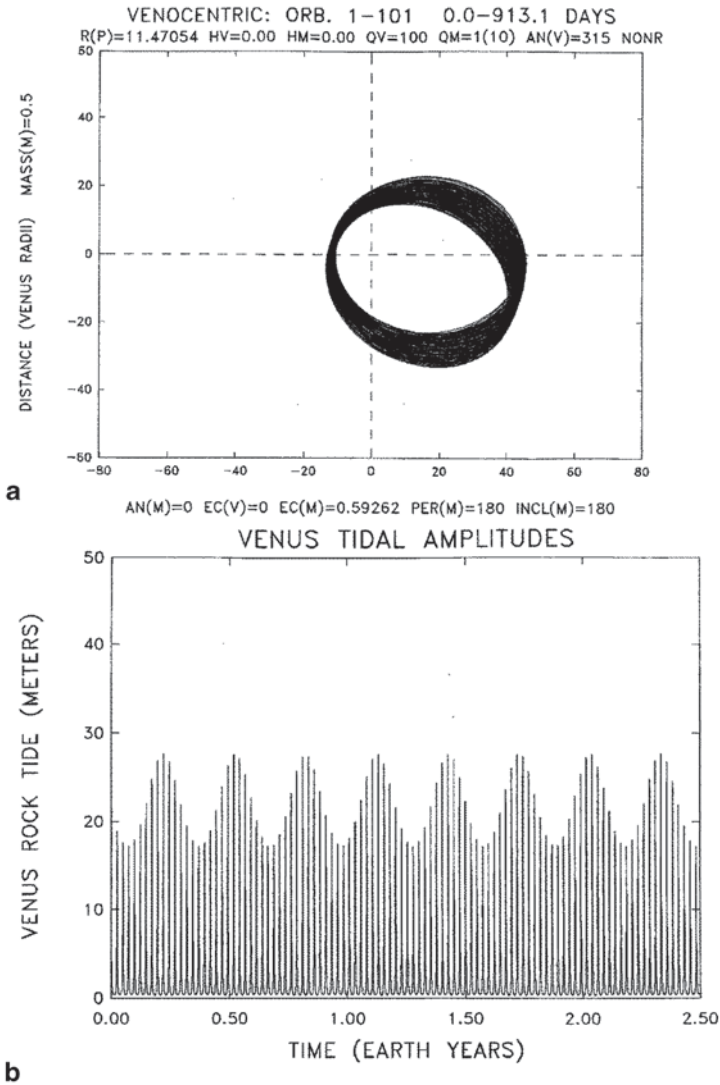 VENOCENTRIC: ORB. 1-101 0.0-913.1 DAYS
R(P)=11.47054 HV=0.00 HM=0.00 QV=100 QM=1(10) AN(V)=315 NONR
DISTANCE (VENUS RADII) MASS(M)=0.5
60
40
20
0
-20
-40
-60
-80 -60 -40 -20 0 20 40 60 80
a
AN(M)=0 EC(V)=0 EC(M)=0.59262 PER(M)=180 INCL(M)=180
VENUS TIDAL AMPLITUDES
VENUS ROCK TIDE (METERS)
50
40
30
20
10
0
0.00 0.50 1.00 1.50 2.00 2.50
TIME (EARTH YEARS)
b